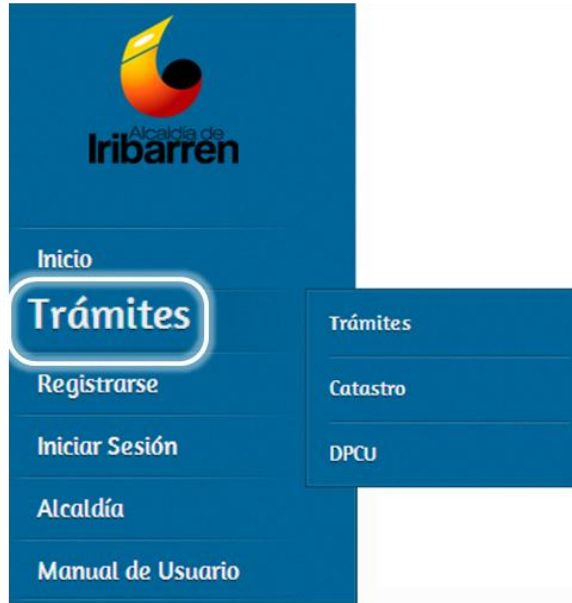 Alcaldía de
Iribarren
Inicio
Trámites
Registrarse
Iniciar Sesión
Alcaldía
Manual de Usuario
Trámites
Catastro
DPCU